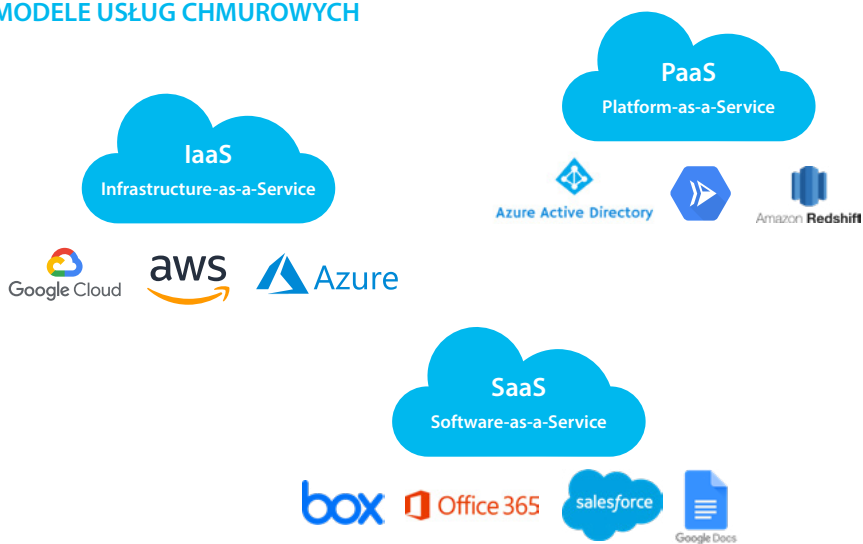 MODELE USŁUG CHMUROWYCH
IaaS
Infrastructure-as-a-Service
Google Cloud
aws
Azure
PaaS
Platform-as-a-Service
Azure Active Directory
Amazon Redshift
SaaS
Software-as-a-Service
box
Office 365
salesforce
Google Docs